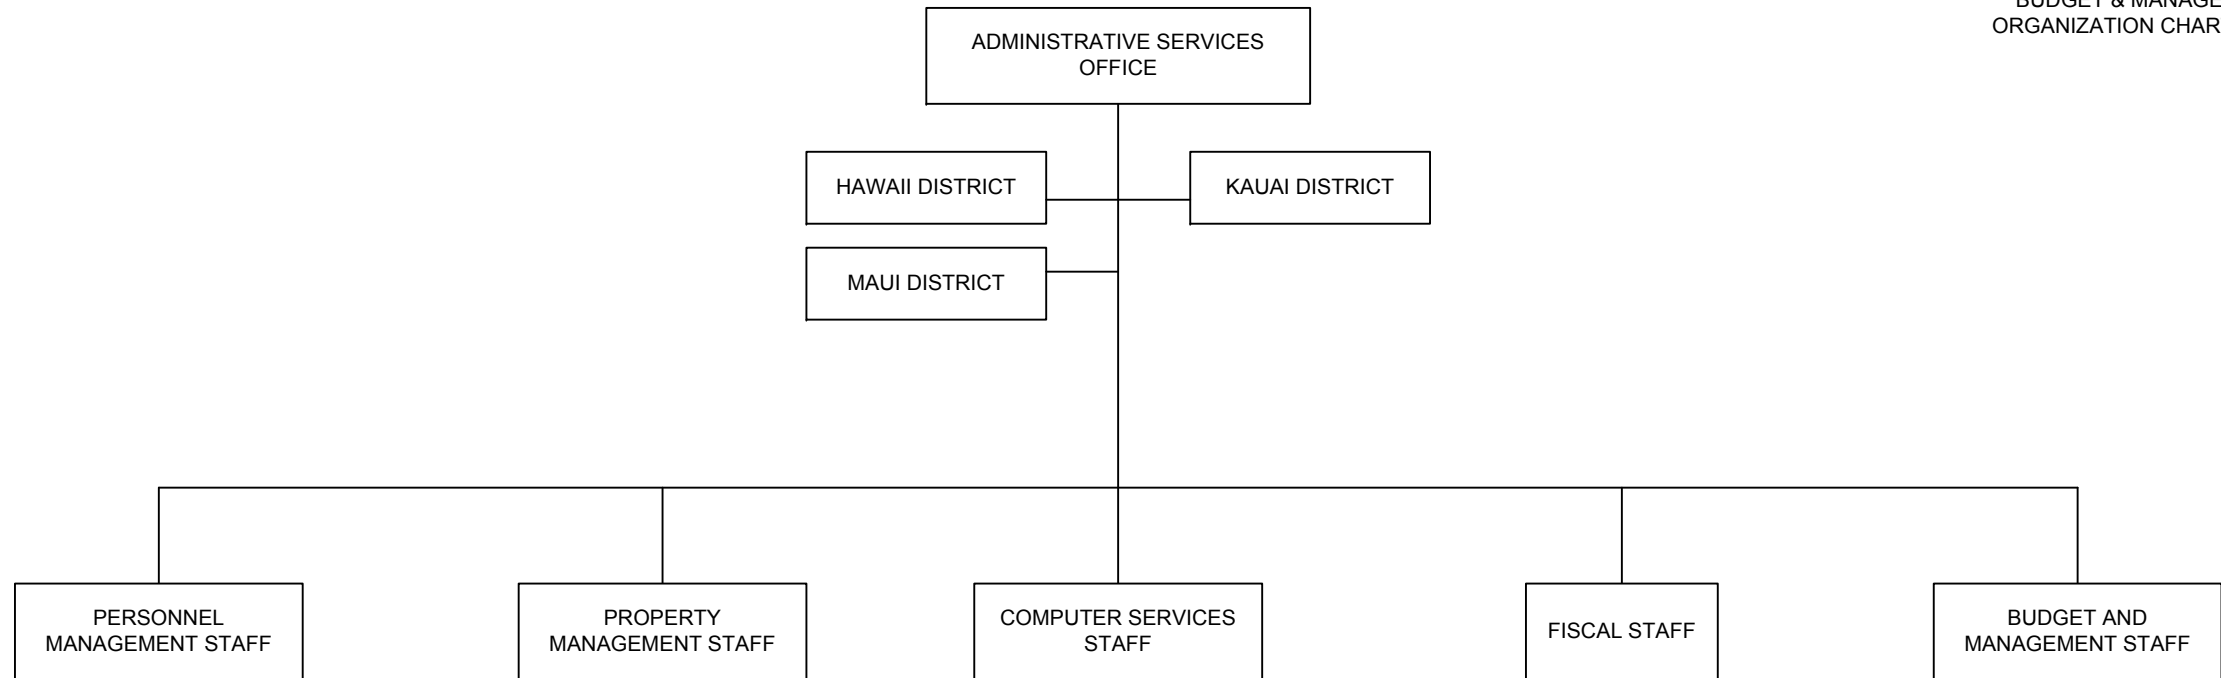 BUDGET & MANAGE
ORGANIZATION CHAR
ADMINISTRATIVE SERVICES
OFFICE
HAWAII DISTRICT
KAUAI DISTRICT
MAUI DISTRICT
PERSONNEL
MANAGEMENT STAFF
PROPERTY
MANAGEMENT STAFF
COMPUTER SERVICES
STAFF
FISCAL STAFF
BUDGET AND
MANAGEMENT STAFF